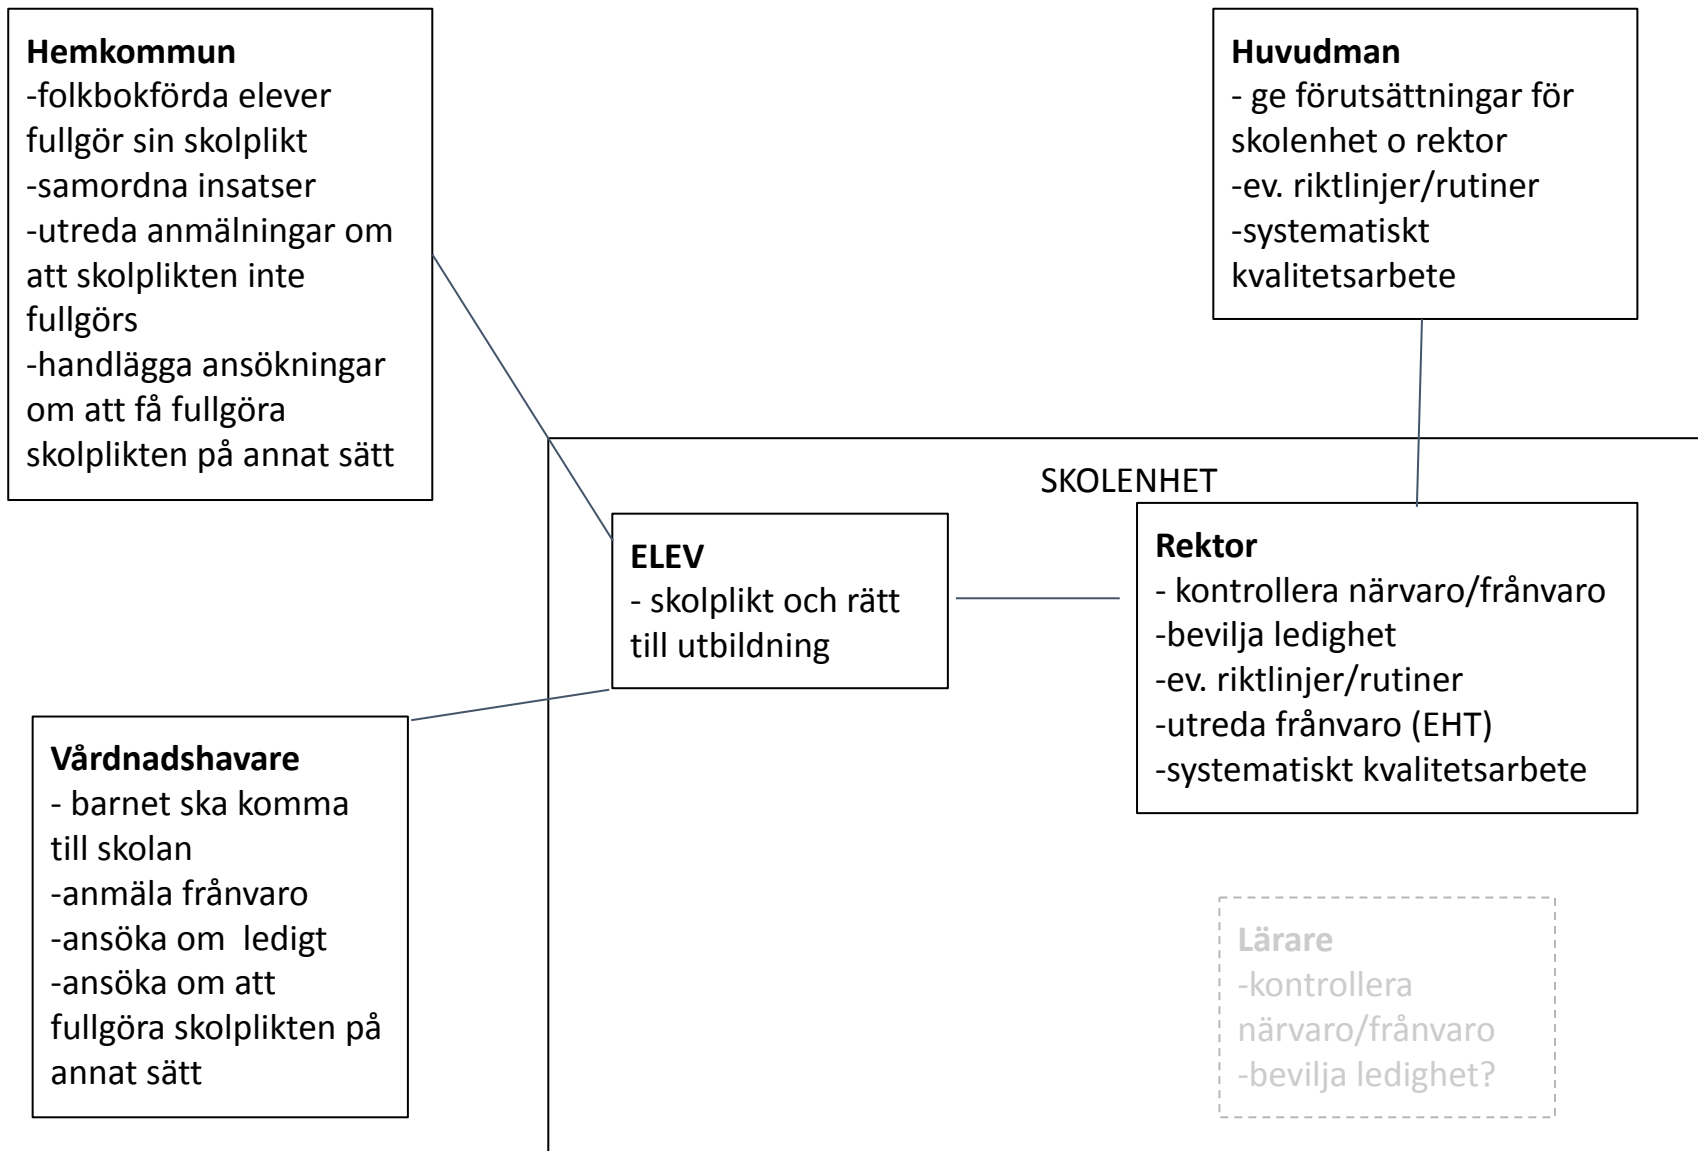 Hemkommun
-folkbokförda elever
fullgör sin skolplikt
-samordna insatser
-utreda anmälningar om
att skolplikten inte
fullgörs
-handlägga ansökningar
om att få fullgöra
skolplikten på annat sätt
Huvudman
- ge förutsättningar för
skolenhet o rektor
-ev. riktlinjer/rutiner
-systematiskt
kvalitetsarbete
SKOLENHET
ELEV
- skolplikt och rätt
till utbildning
Rektor
- kontrollera närvaro/frånvaro
-bevilja ledighet
-ev. riktlinjer/rutiner
-utreda frånvaro (EHT)
-systematiskt kvalitetsarbete
Vårdnadshavare
- barnet ska komma
till skolan
-anmäla frånvaro
-ansöka om  ledigt
-ansöka om att
fullgöra skolplikten på
annat sätt
Lärare
-kontrollera
närvaro/frånvaro
-bevilja ledighet?